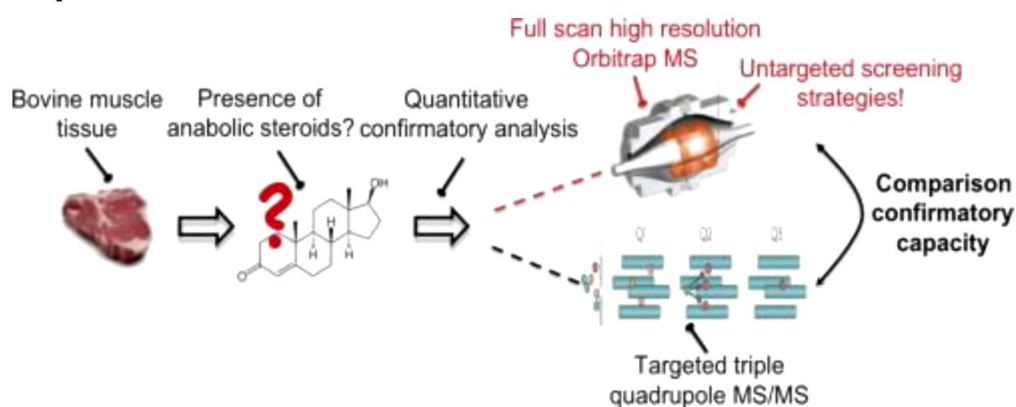 Full scan high resolution
Orbitrap MS
Untargeted screening
strategies!
Bovine muscle
tissue
Presence of
anabolic steroids?
Quantitative
confirmatory analysis
?
OH
H
H
H
O
Comparison
confirmatory
capacity
Q1
Q2
Q3
Targeted triple
quadrupole MS/MS